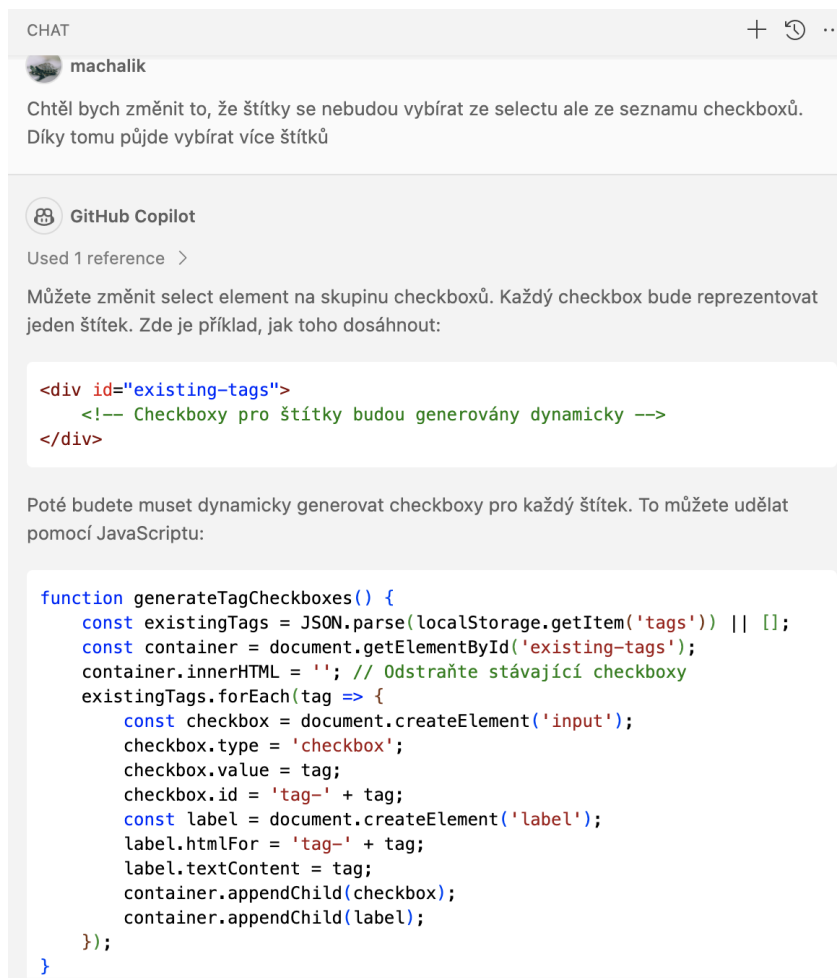 CHAT
machalik
Chtěl bych změnit to, že štítky se nebudou vybírat ze selectu ale ze seznamu checkboxů.
Díky tomu půjde vybírat více štítků
GitHub Copilot
Used 1 reference
Můžete změnit select element na skupinu checkboxů. Každý checkbox bude reprezentovat
jeden štítek. Zde je příklad, jak toho dosáhnout:
<div id="existing-tags">
    <!-- Checkboxy pro štítky budou generovány dynamicky -->
</div>
Poté budete muset dynamicky generovat checkboxy pro každý štítek. To můžete udělat
pomocí JavaScriptu:
function generateTagCheckboxes() {
    const existingTags = JSON.parse(localStorage.getItem('tags')) || [];
    const container = document.getElementById('existing-tags');
    container.innerHTML = ''; // Odstraňte stávající checkboxy
    existingTags.forEach(tag => {
        const checkbox = document.createElement('input');
        checkbox.type = 'checkbox';
        checkbox.value = tag;
        checkbox.id = 'tag-' + tag;
        const label = document.createElement('label');
        label.htmlFor = 'tag-' + tag;
        label.textContent = tag;
        container.appendChild(checkbox);
        container.appendChild(label);
    });
}